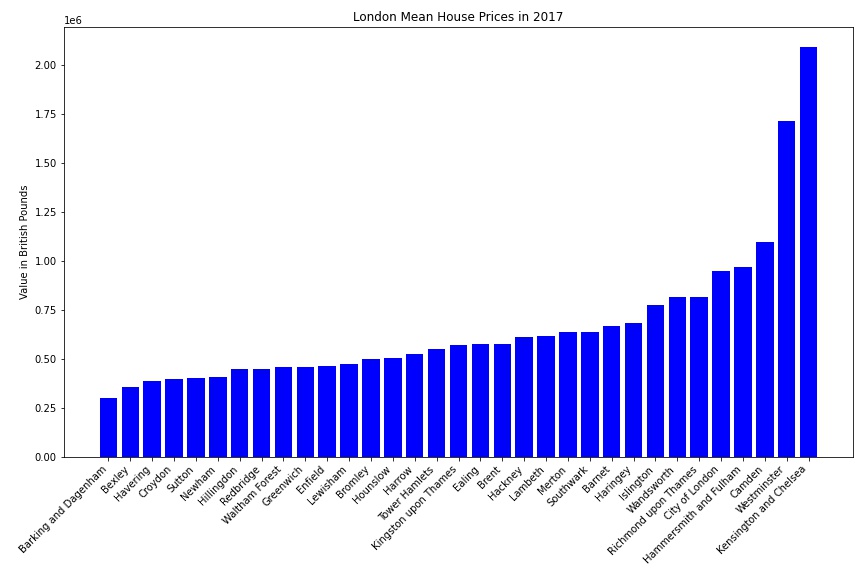 London Mean House Prices in 2017
1e6
Value in British Pounds
2.00
1.75
1.50
1.25
1.00
0.75
0.50
0.25
0.00
Barking and Dagenham
Bexley
Havering
Croydon
Sutton
Newham
Hillingdon
Redbridge
Waltham Forest
Greenwich
Enfield
Lewisham
Bromley
Hounslow
Harrow
Tower Hamlets
Kingston upon Thames
Ealing
Brent
Hackney
Lambeth
Merton
Southwark
Barnet
Haringey
Islington
Wandsworth
Richmond upon Thames
City of London
Hammersmith and Fulham
Camden
Westminster
Kensington and Chelsea